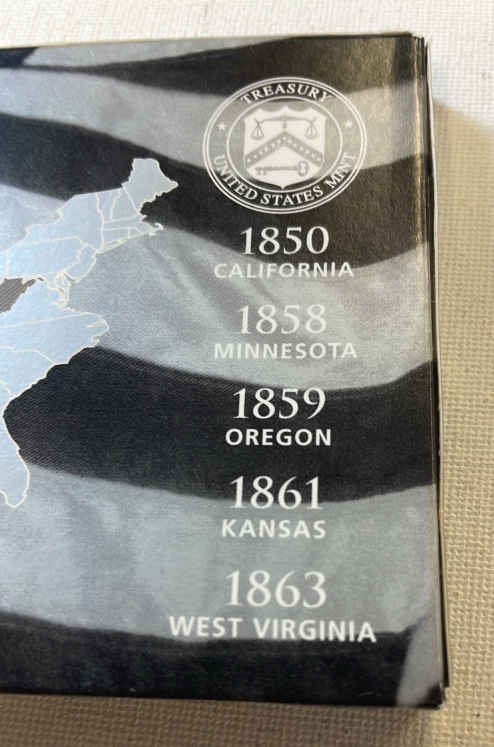 TREASURY
UNITED STATES MINT
1850
CALIFORNIA
1858
MINNESOTA
1859
OREGON
1861
KANSAS
1863
WEST VIRGINIA